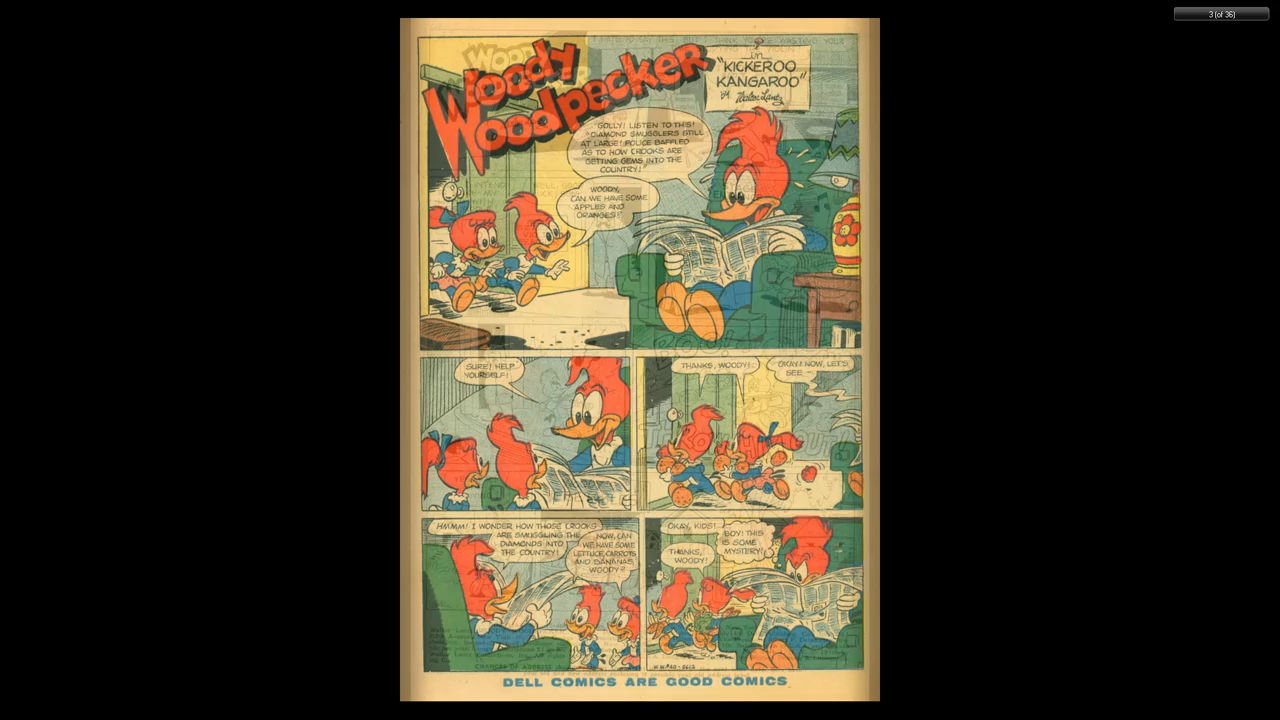 3 (of 36)
Woody
Woodpecker
in
"KICKEROO
KANGAROO"
by Walter Lantz
GOLLY! LISTEN TO THIS!
"DIAMOND SMUGGLERS STILL
AT LARGE! POLICE BAFFLED
AS TO HOW CROOKS ARE
GETTING GEMS INTO THE
COUNTRY!"
WOODY,
CAN WE HAVE SOME
APPLES AND
ORANGES?
SURE! HELP
YOURSELF!
THANKS, WOODY!
OKAY! NOW, LET'S
SEE —
HMMM! I WONDER HOW THOSE CROOKS
ARE SMUGGLING THE
DIAMONDS INTO
THE COUNTRY!
NOW, CAN
WE HAVE SOME
LETTUCE, CARROTS
AND BANANAS,
WOODY?
OKAY, KIDS!
THANKS,
WOODY!
BOY! THIS
IS SOME
MYSTERY!
CHANGES OF ADDRESS
DELL COMICS ARE GOOD COMICS